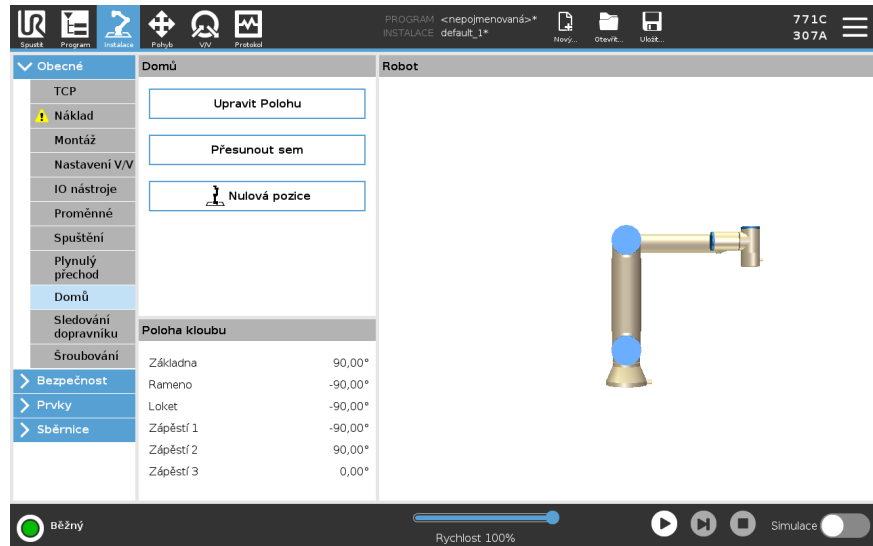 UR
PROGRAM <nepojmenovaná>*
INSTALACE default_1*
771C
307A
Spustit Program Instalace Pohyb V/V Protokol Nový... Otevřít... Uložit...
Obecné
TCP
Náklad
Montáž
Nastavení V/V
IO nástroje
Proměnné
Spuštění
Plynulý
přechod
Domů
Sledování
dopravníku
Šroubování
Bezpečnost
Prvky
Sběrnice
Domů
Upravit Polohu
Přesunout sem
Nulová pozice
Poloha kloubu
Základna 90,00°
Rameno -90,00°
Loket -90,00°
Zápěstí 1 -90,00°
Zápěstí 2 90,00°
Zápěstí 3 0,00°
Robot
Běžný
Rychlost 100%
Simulace